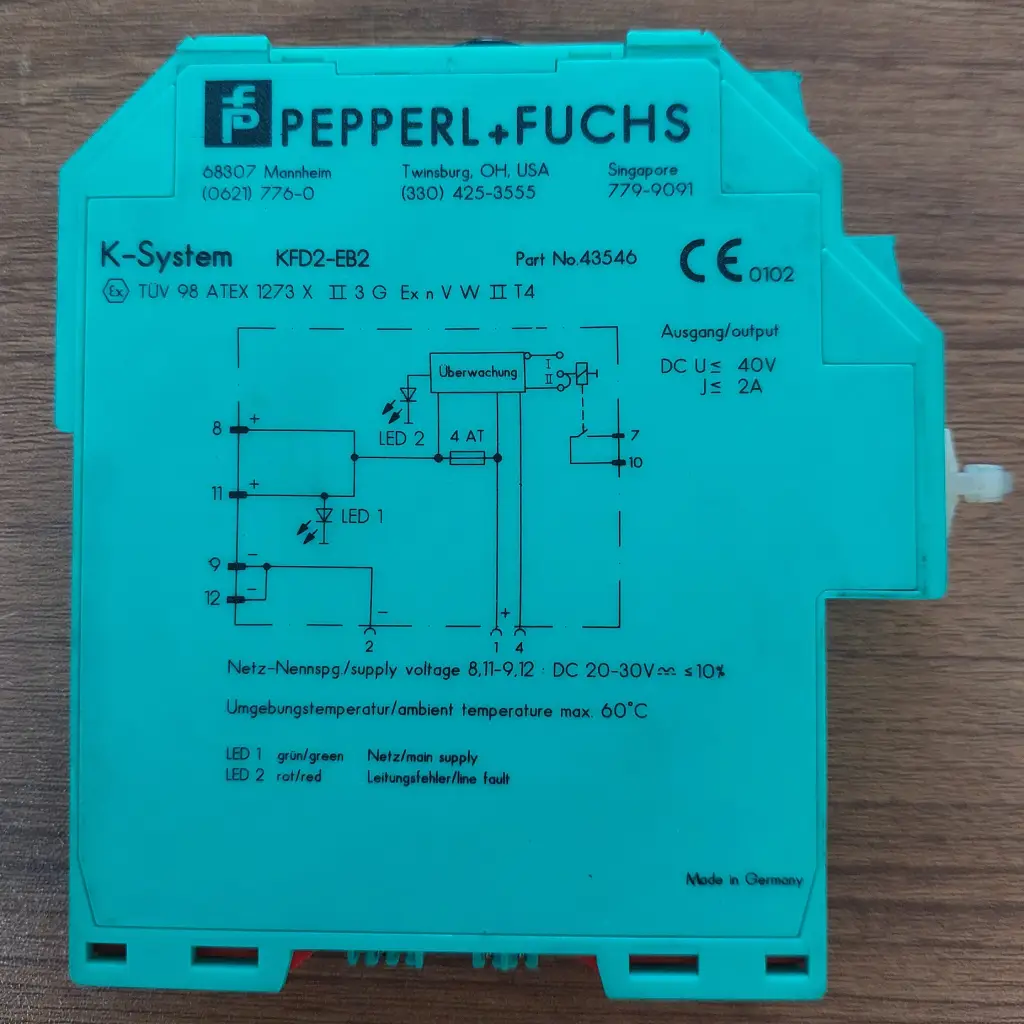 PEPPERL+FUCHS
68307 Mannheim Twinsburg, OH, USA Singapore
(0621) 776-0 (330) 425-3555 779-9091
K-System KFD2-EB2 Part No.43546 CE 0102
Ex TÜV 98 ATEX 1273 X II 3 G Ex n V W II T4
Ausgang/output
DC U≤ 40V
J≤ 2A
Überwachung I
II
LED 2 4 AT
8 + 7
10
11 + LED 1
9 −
12 −
− +
2 1 4
Netz-Nennspg./supply voltage 8,11-9,12 : DC 20-30V ≤10%
Umgebungstemperatur/ambient temperature max. 60°C
LED 1 grün/green Netz/main supply
LED 2 rot/red Leitungsfehler/line fault
Made in Germany